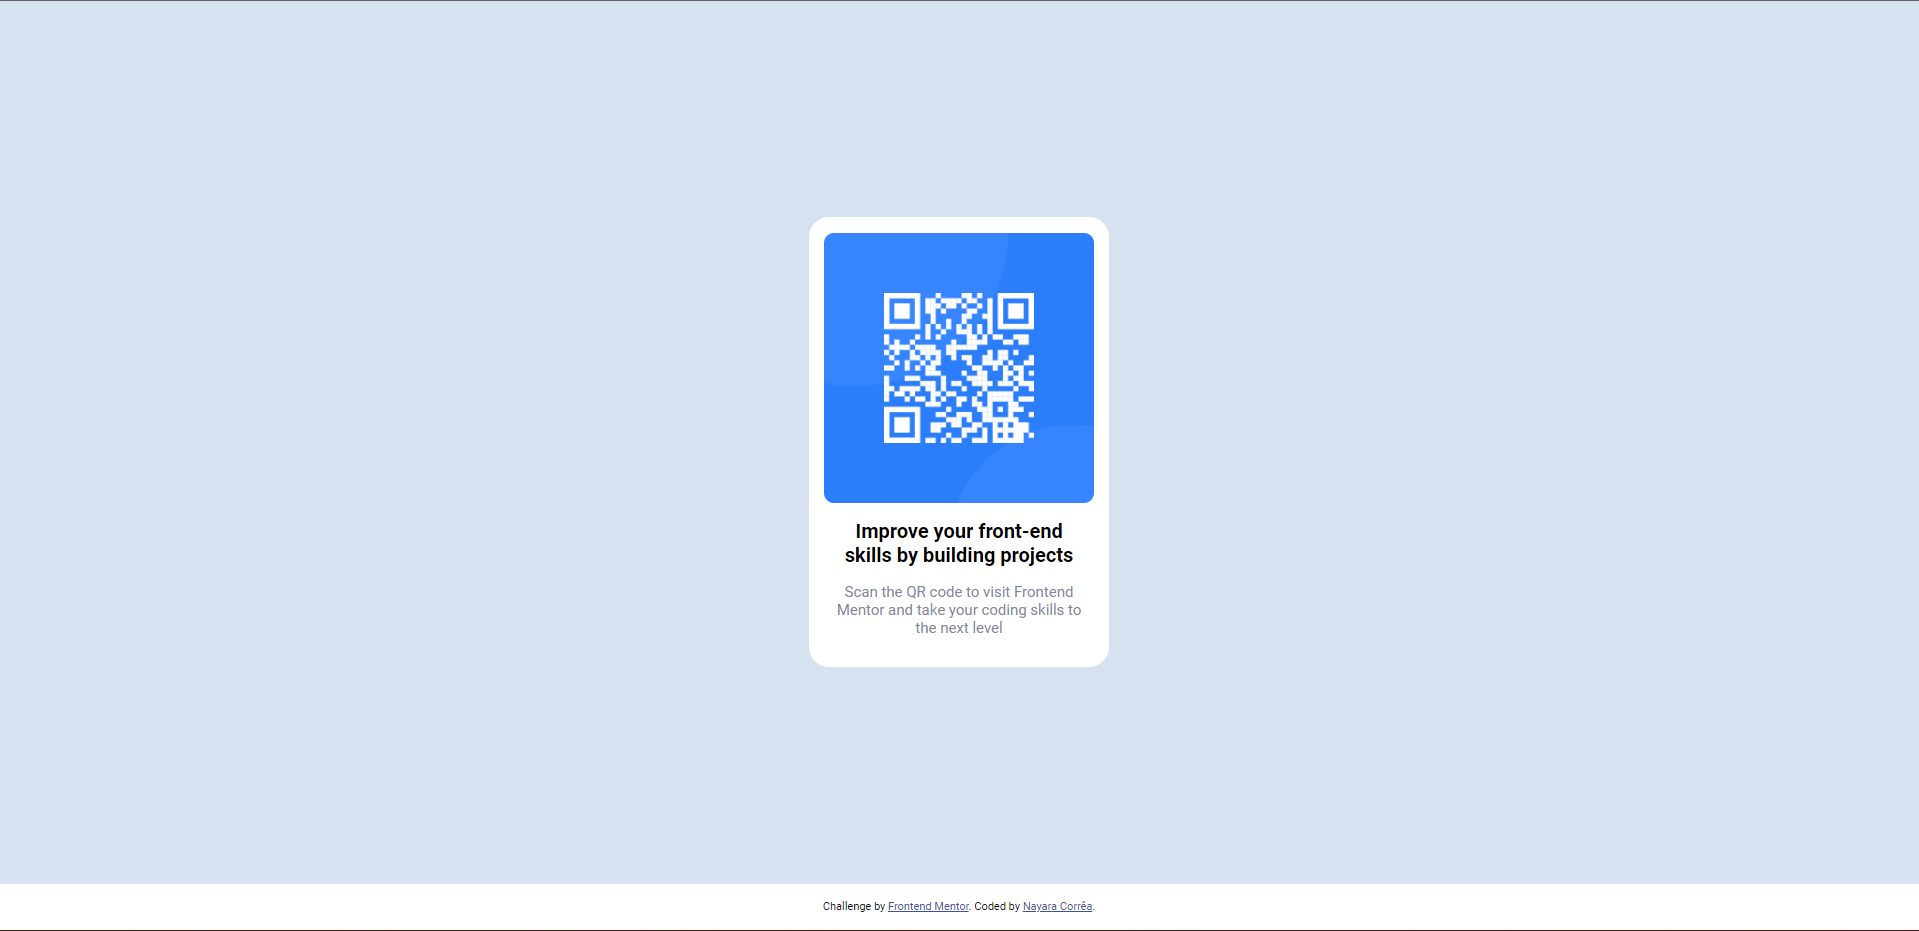 Improve your front-end
skills by building projects
Scan the QR code to visit Frontend
Mentor and take your coding skills to
the next level
Challenge by Frontend Mentor. Coded by Nayara Corrêa.